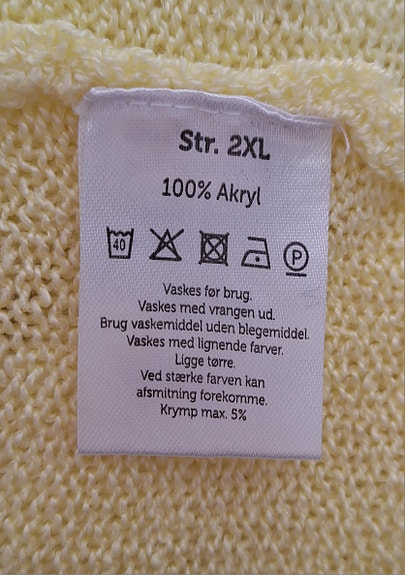 Str. 2XL
100% Akryl
40 P
Vaskes før brug.
Vaskes med vrangen ud.
Brug vaskemiddel uden blegemiddel.
Vaskes med lignende farver.
Ligge tørre.
Ved stærke farven kan
afsmitning forekomme.
Krymp max. 5%